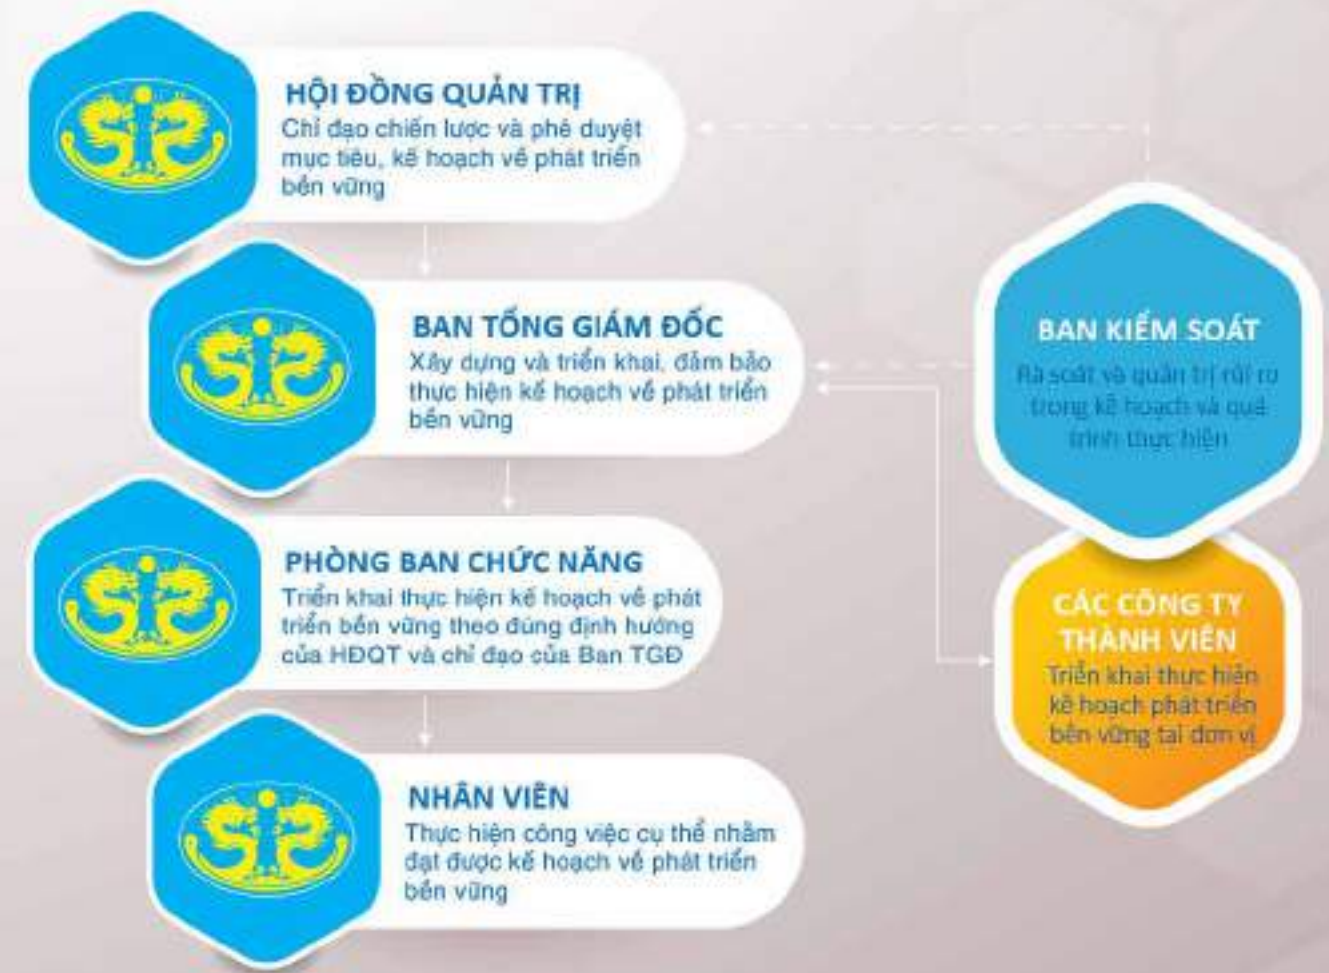 HỘI ĐỒNG QUẢN TRỊ
Chỉ đạo chiến lược và phê duyệt
mục tiêu, kế hoạch về phát triển
bền vững
BAN TỔNG GIÁM ĐỐC
Xây dựng và triển khai, đảm bảo
thực hiện kế hoạch về phát triển
bền vững
PHÒNG BAN CHỨC NĂNG
Triển khai thực hiện kế hoạch về phát
triển bền vững theo đúng định hướng
của HĐQT và chỉ đạo của Ban TGĐ
NHÂN VIÊN
Thực hiện công việc cụ thể nhằm
đạt được kế hoạch về phát triển
bền vững
BAN KIỂM SOÁT
Rà soát và quản trị rủi ro
trong kế hoạch và quá
trình thực hiện
CÁC CÔNG TY
THÀNH VIÊN
Triển khai thực hiện
kế hoạch phát triển
bền vững tại đơn vị